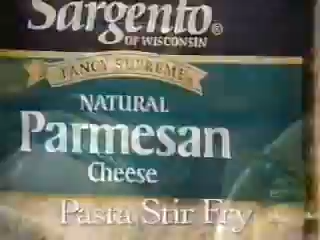 Sargento®
OF WISCONSIN
FANCY SUPREME
NATURAL
Parmesan
Cheese
Pasta Stir Fry